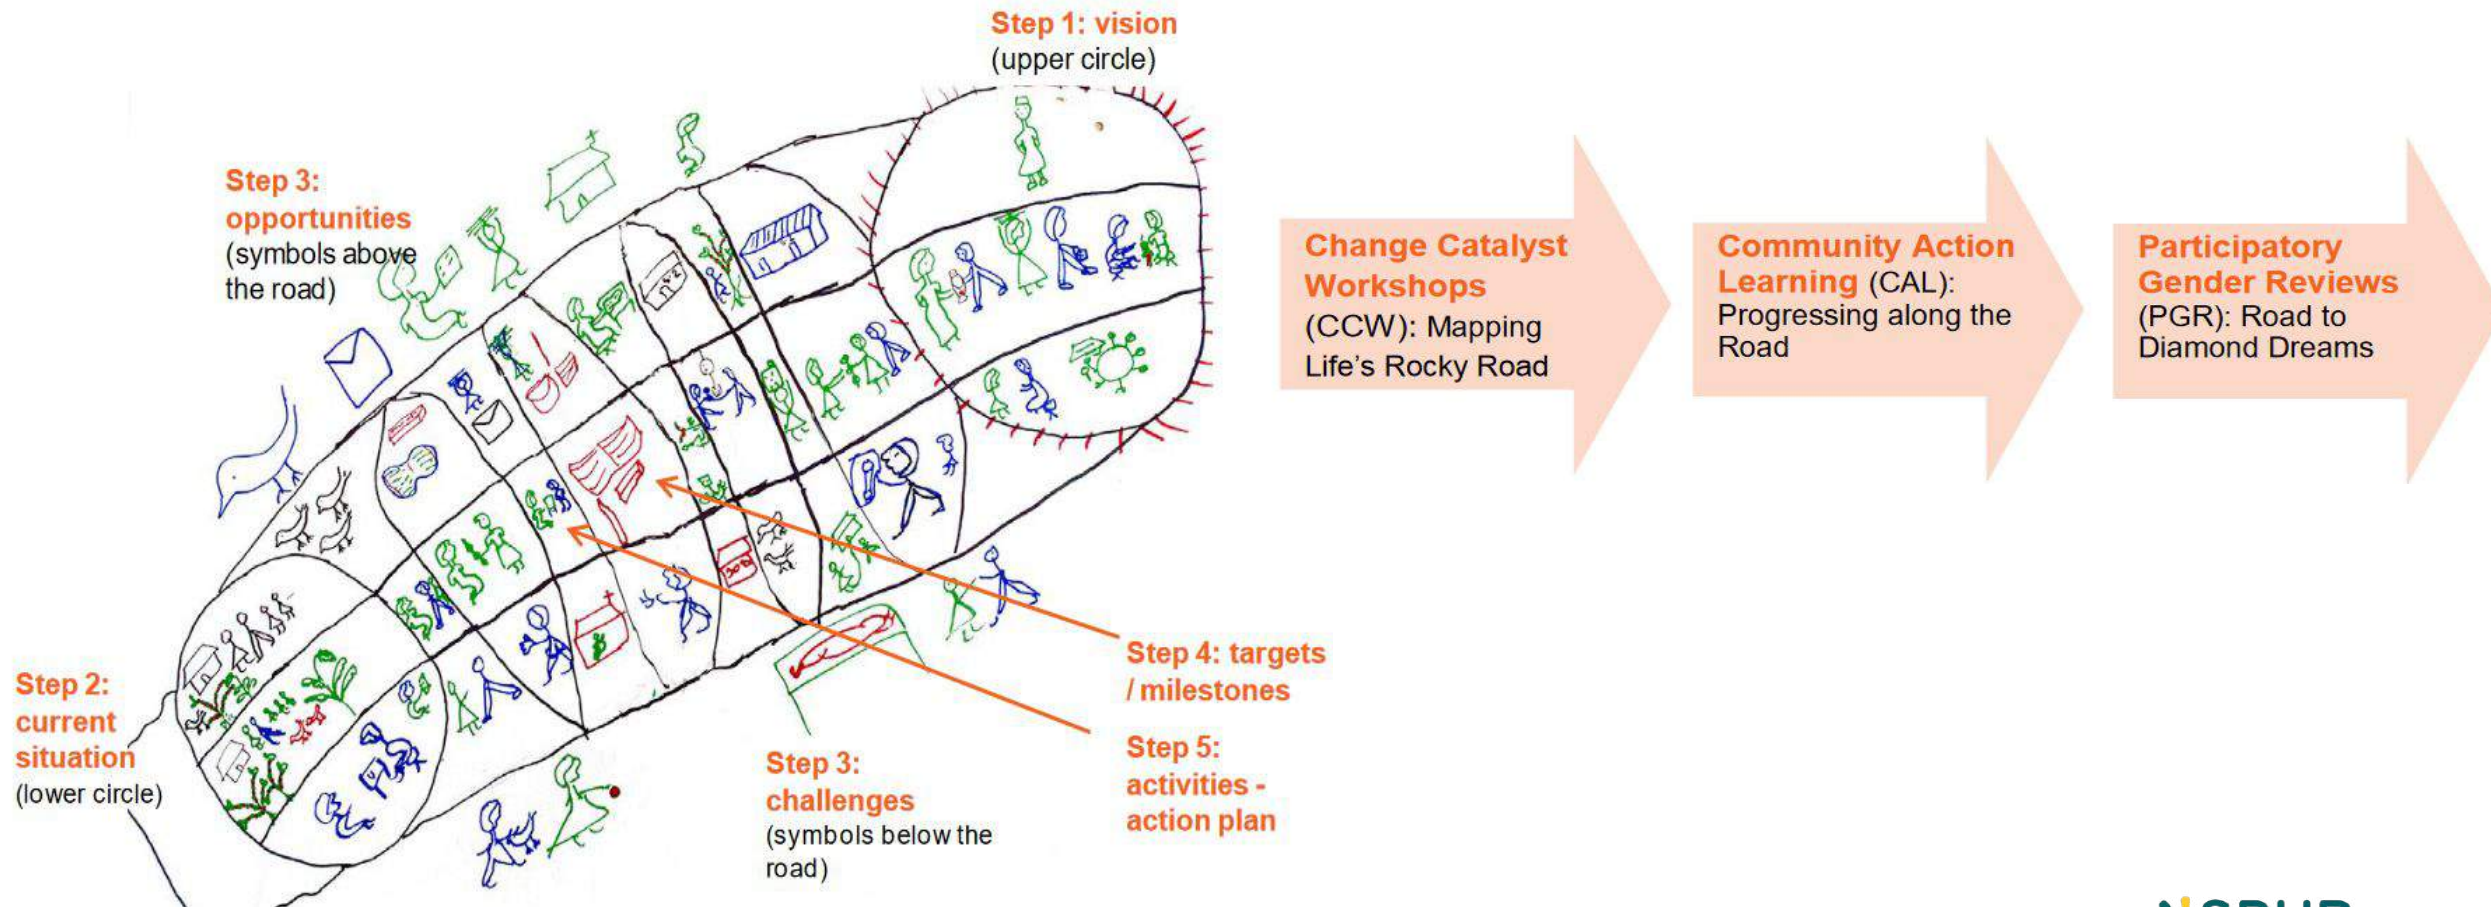 Step 1: vision
(upper circle)
Step 3:
opportunities
(symbols above
the road)
Step 2:
current
situation
(lower circle)
Step 3:
challenges
(symbols below the
road)
Step 4: targets
/ milestones
Step 5:
activities -
action plan
Change Catalyst
Workshops
(CCW): Mapping
Life's Rocky Road
Community Action
Learning (CAL):
Progressing along the
Road
Participatory
Gender Reviews
(PGR): Road to
Diamond Dreams